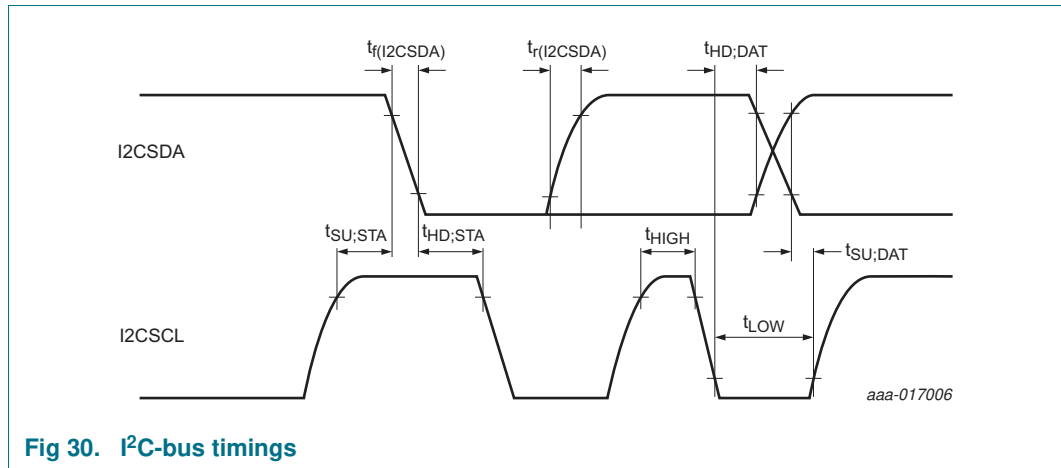 tf(I2CSDA) tr(I2CSDA) tHD;DAT
I2CSDA
tSU;STA tHD;STA tHIGH tSU;DAT
I2CSCL tLOW
aaa-017006
Fig 30. I²C-bus timings